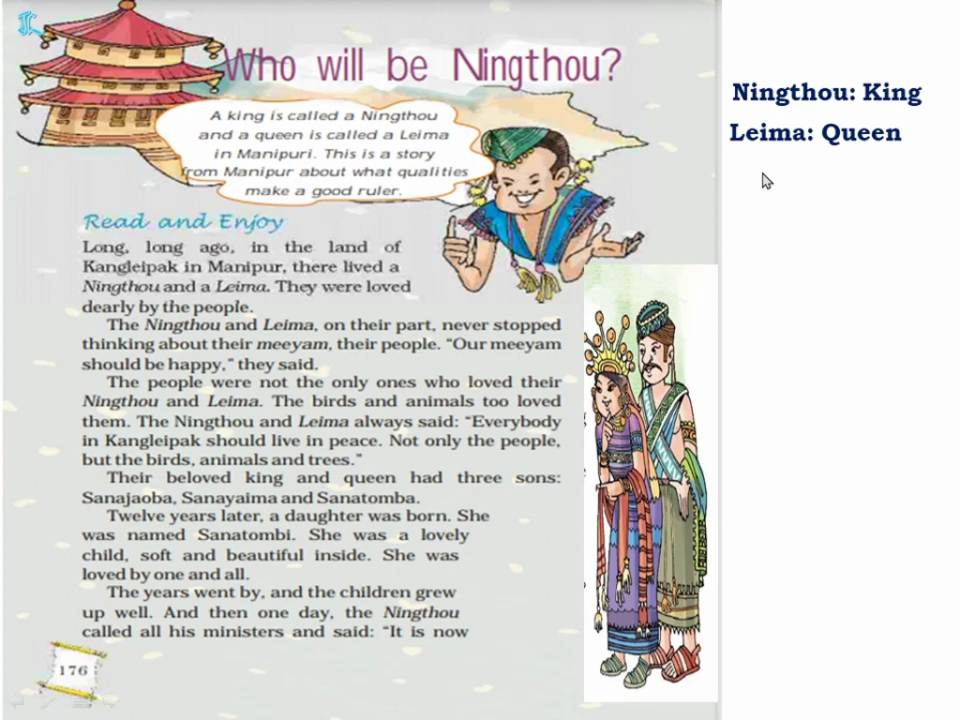 Who will be Ningthou?
Ningthou: King
Leima: Queen
A king is called a Ningthou
and a queen is called a Leima
in Manipuri. This is a story
from Manipur about what qualities
make a good ruler.
Read and Enjoy
Long, long ago, in the land of
Kangleipak in Manipur, there lived a
Ningthou and a Leima. They were loved
dearly by the people.
The Ningthou and Leima, on their part, never stopped
thinking about their meeyam, their people. "Our meeyam
should be happy," they said.
The people were not the only ones who loved their
Ningthou and Leima. The birds and animals too loved
them. The Ningthou and Leima always said: "Everybody
in Kangleipak should live in peace. Not only the people,
but the birds, animals and trees."
Their beloved king and queen had three sons:
Sanajaoba, Sanayaima and Sanatomba.
Twelve years later, a daughter was born. She
was named Sanatombi. She was a lovely
child, soft and beautiful inside. She was
loved by one and all.
The years went by, and the children grew
up well. And then one day, the Ningthou
called all his ministers and said: "It is now
176